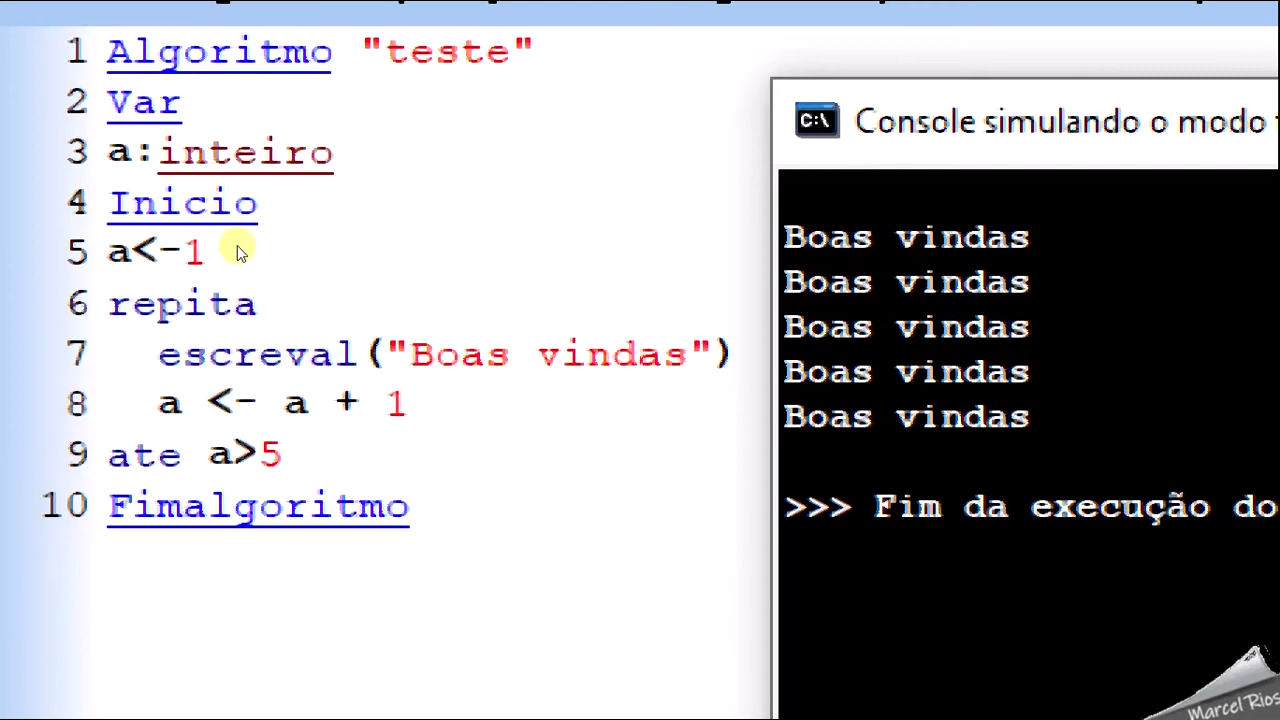 1 Algoritmo "teste"
2 Var
3 a:inteiro
4 Inicio
5 a<-1
6 repita
7 escreval("Boas vindas")
8 a <- a + 1
9 ate a>5
10 Fimalgoritmo
C:\
Console simulando o modo
Boas vindas
Boas vindas
Boas vindas
Boas vindas
Boas vindas
>>> Fim da execução do
Marcel Rios